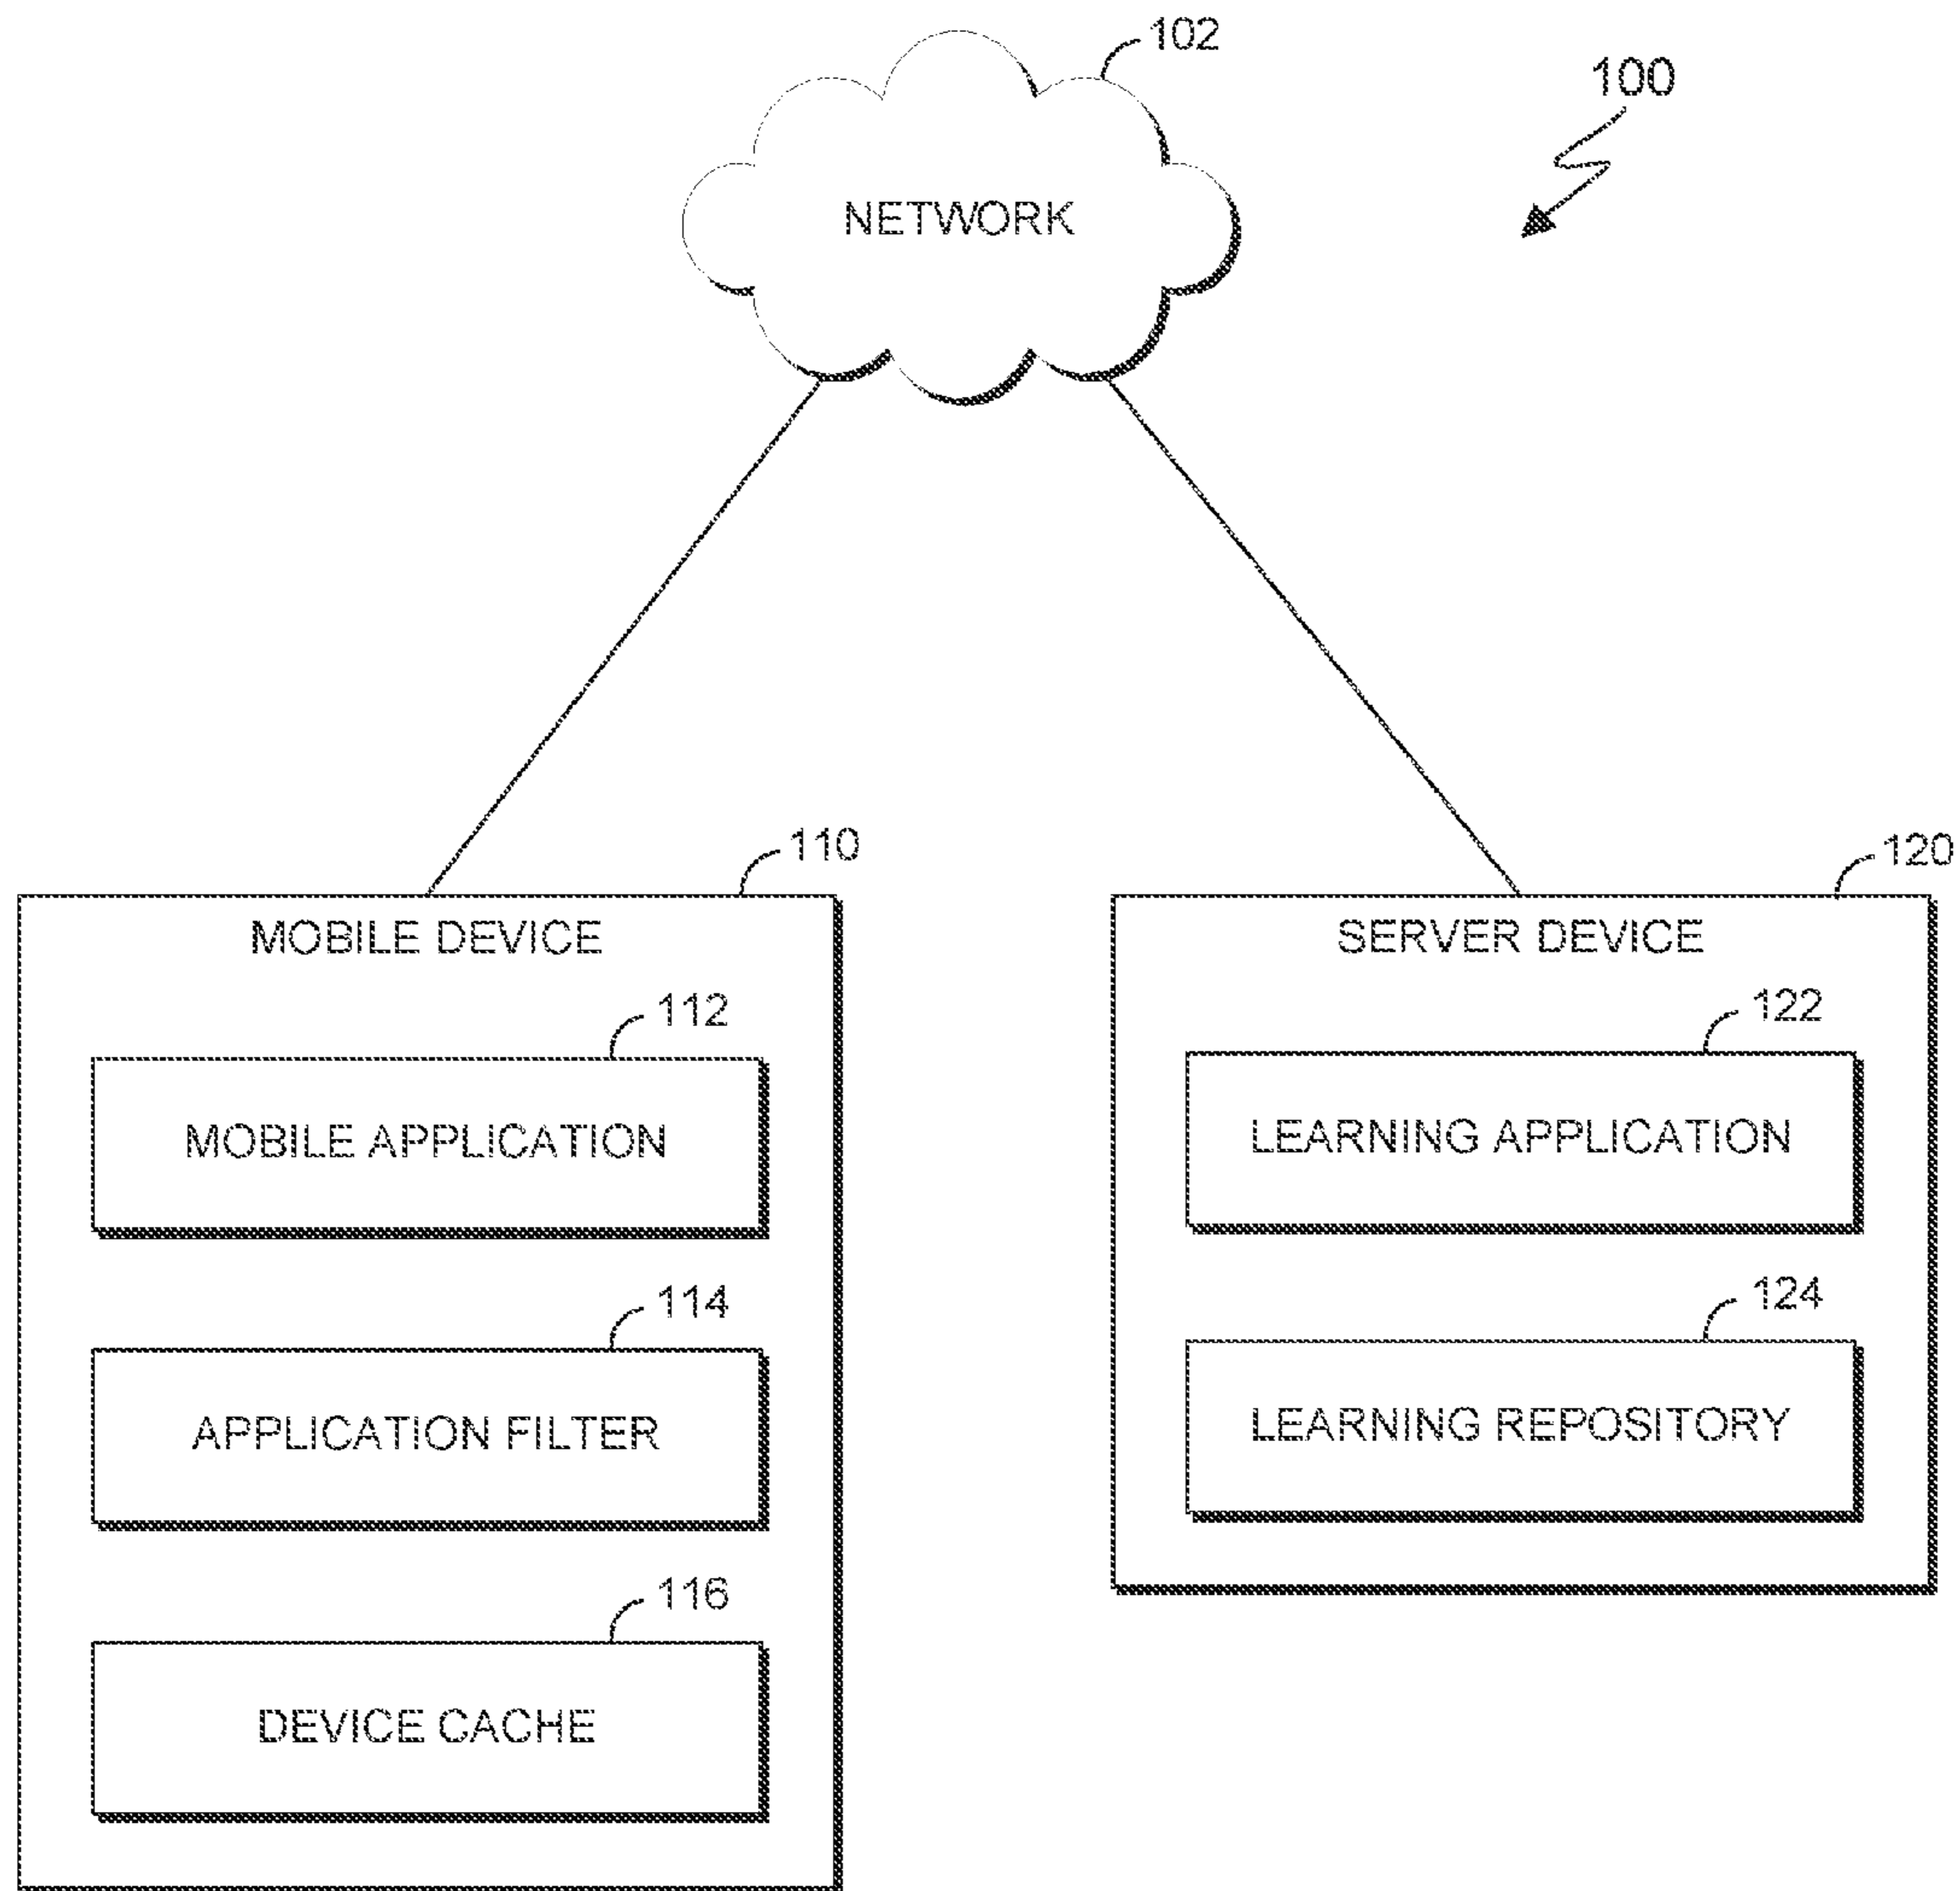 102
100
NETWORK
110
120
MOBILE DEVICE
SERVER DEVICE
112
122
MOBILE APPLICATION
LEARNING APPLICATION
114
124
APPLICATION FILTER
LEARNING REPOSITORY
116
DEVICE CACHE